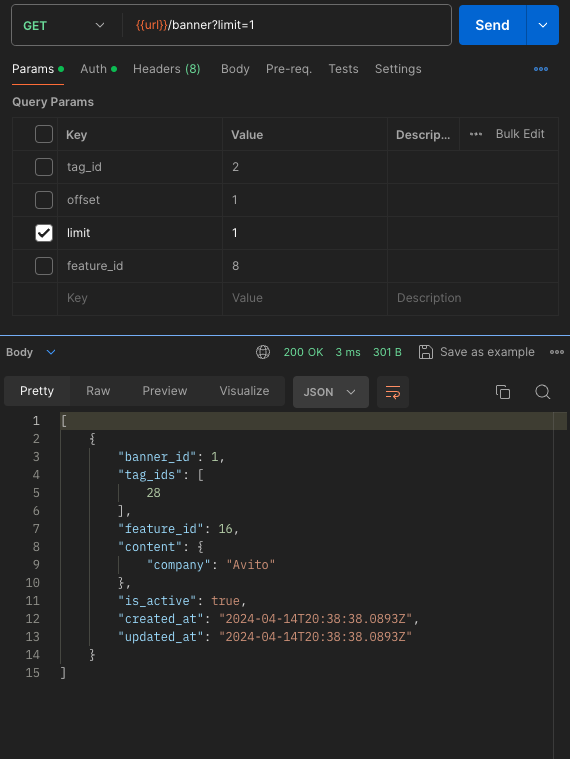 GET {{url}}/banner?limit=1 Send
Params Auth Headers (8) Body Pre-req. Tests Settings
Query Params
Key Value Descrip... Bulk Edit
tag_id 2
offset 1
limit 1
feature_id 8
Key Value Description
Body 200 OK 3 ms 301 B Save as example
Pretty Raw Preview Visualize JSON
1 [
2 {
3 "banner_id": 1,
4 "tag_ids": [
5 28
6 ],
7 "feature_id": 16,
8 "content": {
9 "company": "Avito"
10 },
11 "is_active": true,
12 "created_at": "2024-04-14T20:38:38.0893Z",
13 "updated_at": "2024-04-14T20:38:38.0893Z"
14 }
15 ]